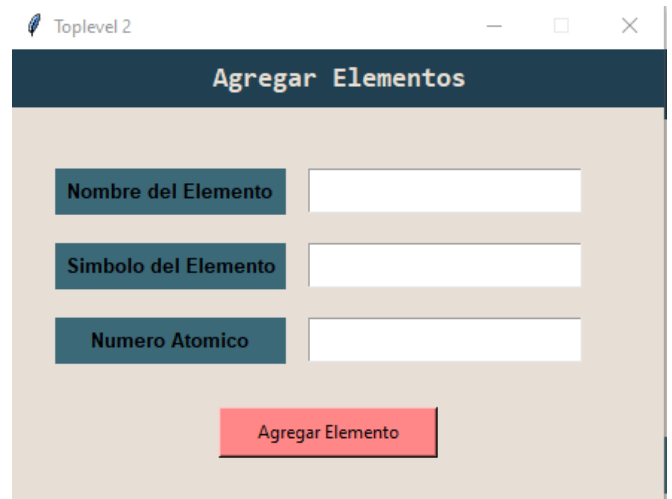 Toplevel 2
Agregar Elementos
Nombre del Elemento
Simbolo del Elemento
Numero Atomico
Agregar Elemento